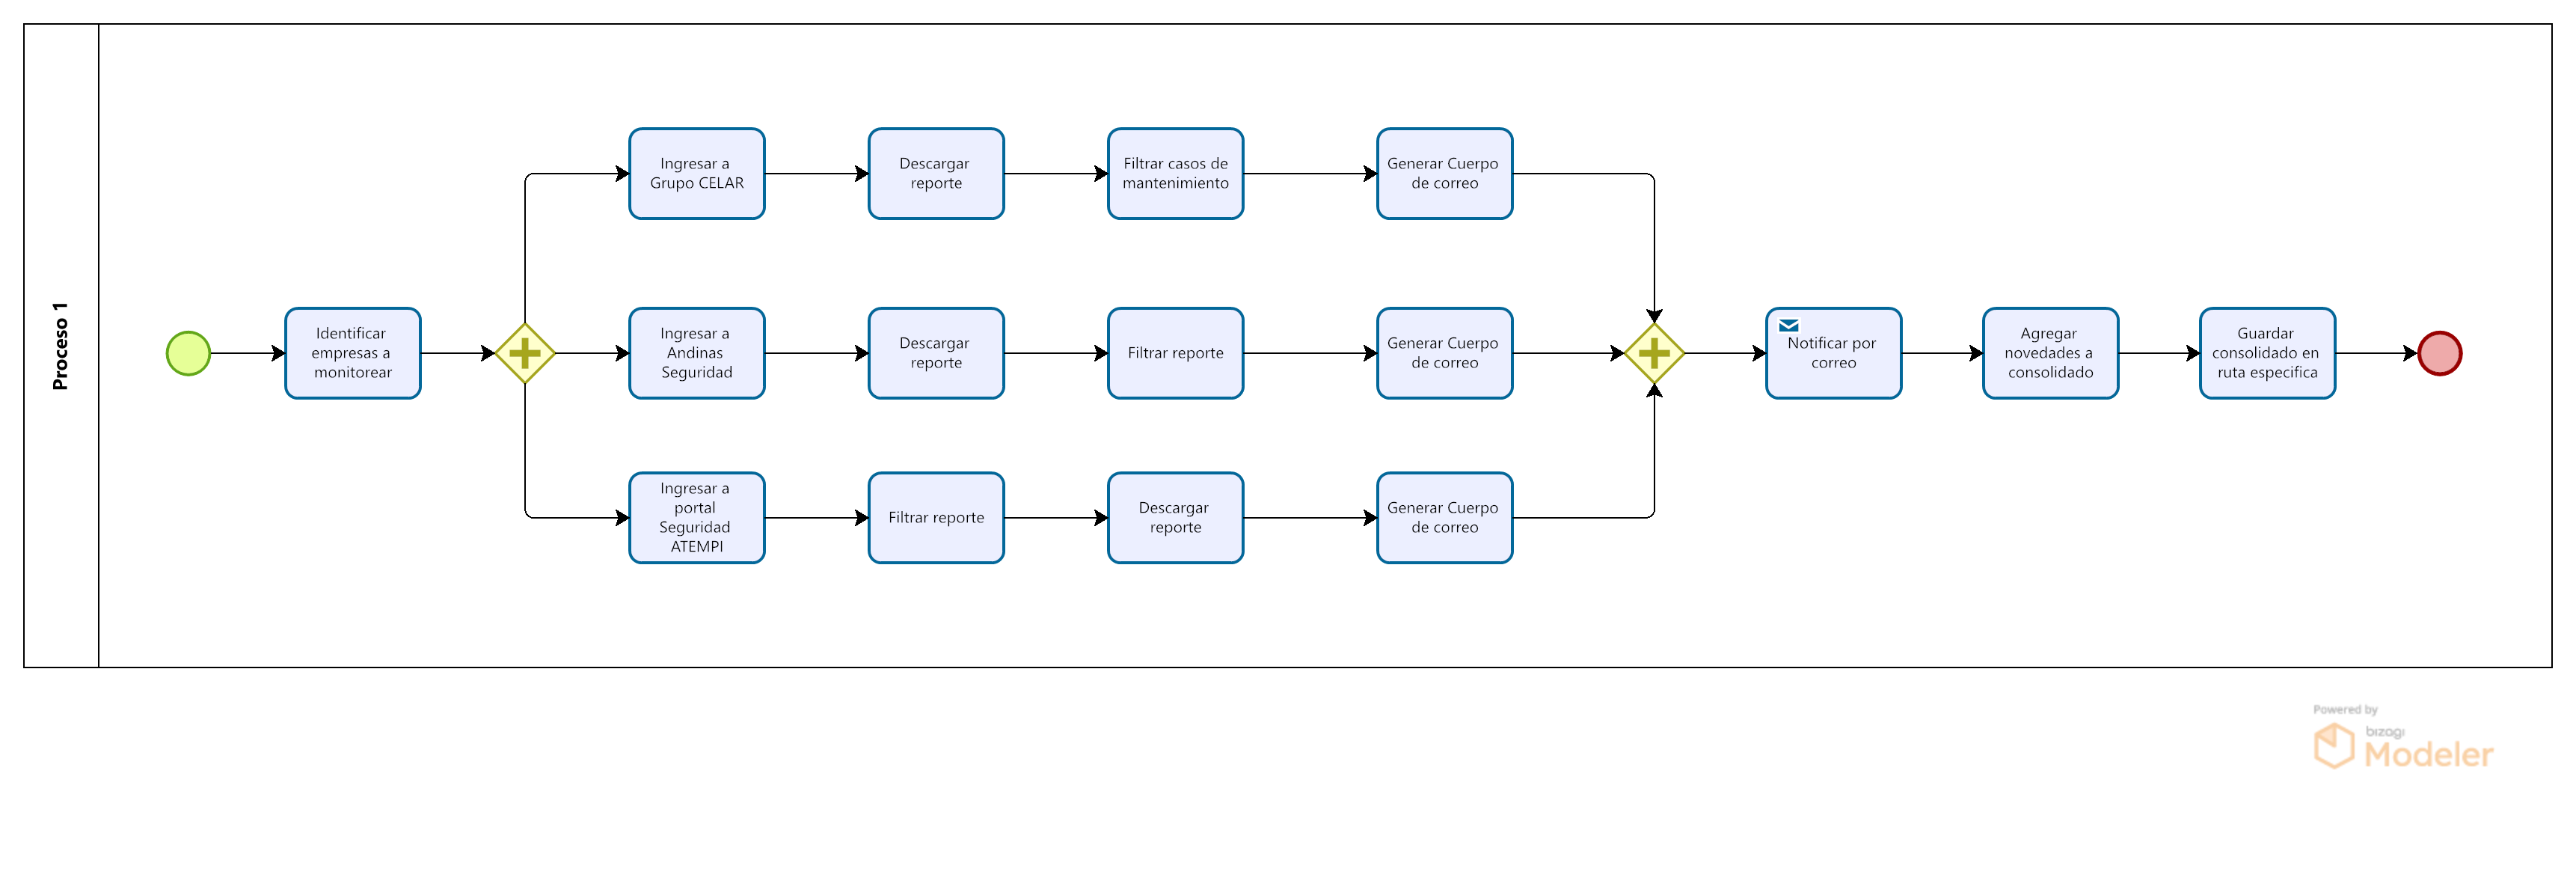 Proceso 1
Identificar
empresas a
monitorear
Ingresar a
Grupo CELAR
Descargar
reporte
Filtrar casos de
mantenimiento
Generar Cuerpo
de correo
Ingresar a
Andinas
Seguridad
Descargar
reporte
Filtrar reporte
Generar Cuerpo
de correo
Ingresar a
portal
Seguridad
ATEMPI
Filtrar reporte
Descargar
reporte
Generar Cuerpo
de correo
Notificar por
correo
Agregar
novedades a
consolidado
Guardar
consolidado en
ruta especifica
Powered by
bizagi
Modeler